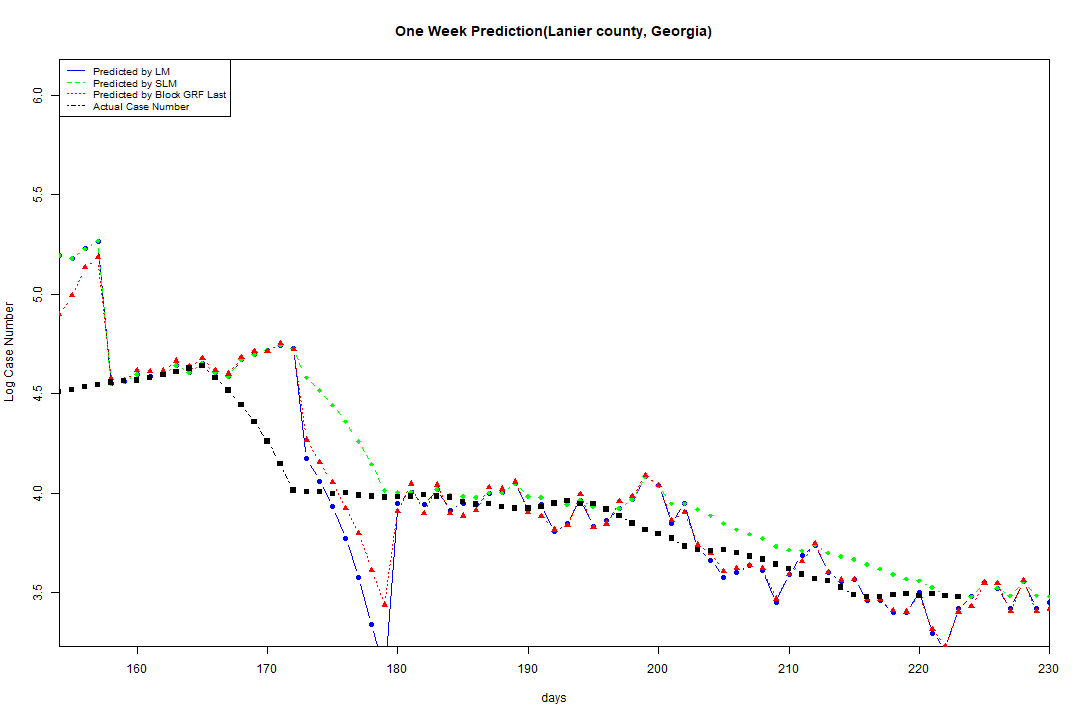 One Week Prediction(Lanier county, Georgia)
Predicted by LM
Predicted by SLM
Predicted by Block GRF Last
Actual Case Number
6.0
5.5
5.0
4.5
4.0
3.5
Log Case Number
160 170 180 190 200 210 220 230
days